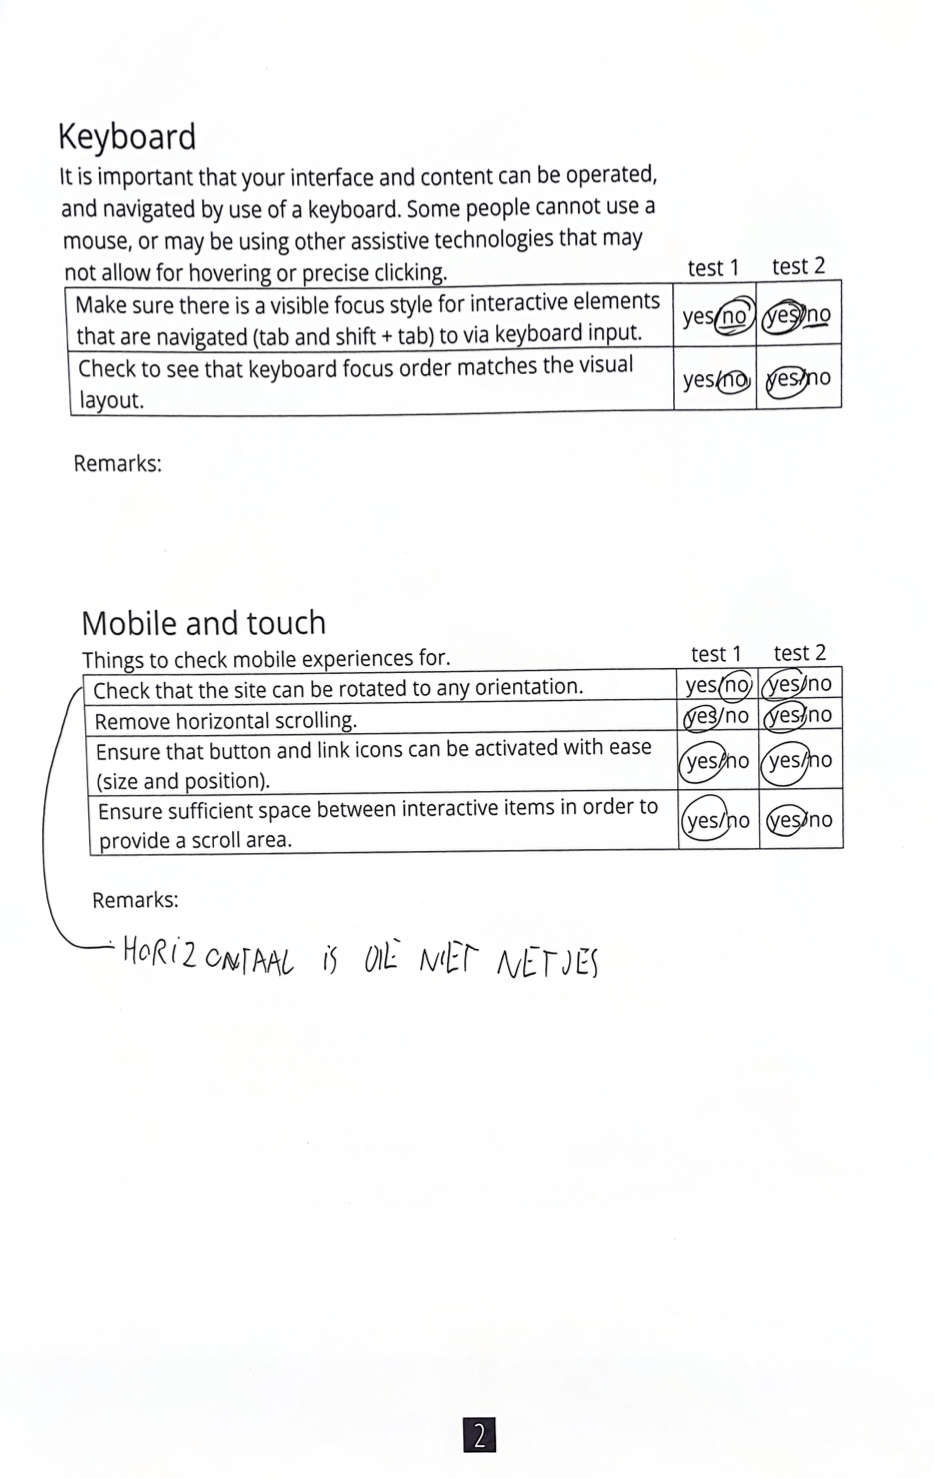 Keyboard
It is important that your interface and content can be operated,
and navigated by use of a keyboard. Some people cannot use a
mouse, or may be using other assistive technologies that may
not allow for hovering or precise clicking. test 1 test 2
Make sure there is a visible focus style for interactive elements
that are navigated (tab and shift + tab) to via keyboard input. yes/no yes/no
Check to see that keyboard focus order matches the visual
layout. yes/no yes/no
Remarks:
Mobile and touch
Things to check mobile experiences for. test 1 test 2
Check that the site can be rotated to any orientation. yes/no yes/no
Remove horizontal scrolling. yes/no yes/no
Ensure that button and link icons can be activated with ease
(size and position). yes/no yes/no
Ensure sufficient space between interactive items in order to
provide a scroll area. yes/no yes/no
Remarks:
HORIZONTAAL is NIET NETJES
2